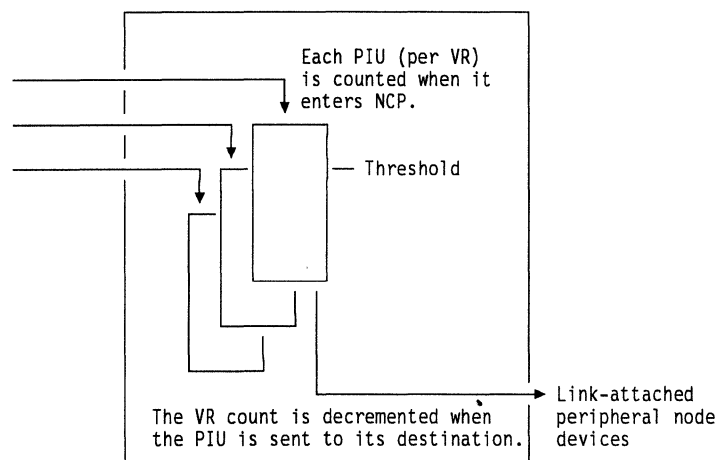 Each PIU (per VR)
is counted when it
enters NCP.
Threshold
Link-attached
peripheral node
devices
The VR count is decremented when
the PIU is sent to its destination.